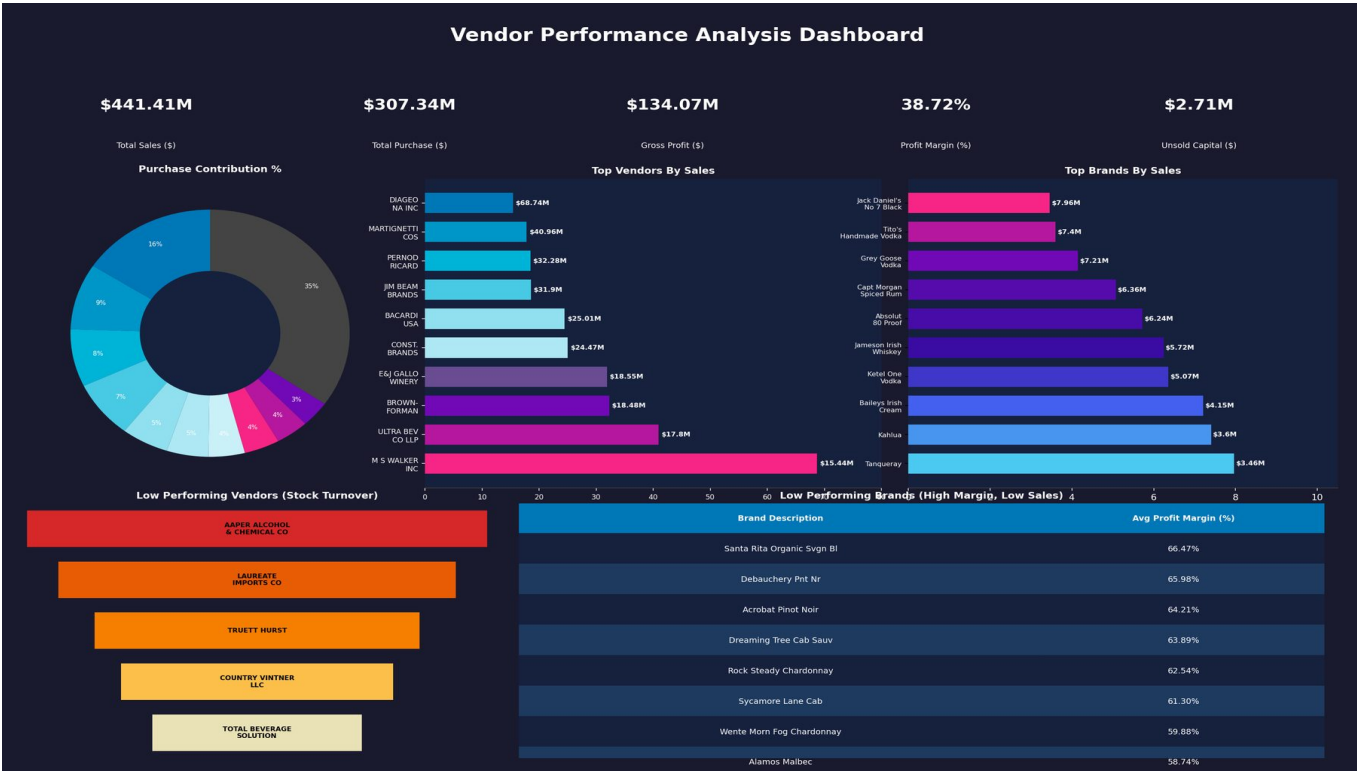 Vendor Performance Analysis Dashboard
$441.41M
$307.34M
$134.07M
38.72%
$2.71M
Total Sales ($)
Total Purchase ($)
Gross Profit ($)
Profit Margin (%)
Unsold Capital ($)
Purchase Contribution %
35%
16%
9%
8%
7%
5%
5%
4%
4%
3%
Top Vendors By Sales
DIAGEO
NA INC
$68.74M
MARTIGNETTI
COS
$40.96M
PERNOD
RICARD
$32.28M
JIM BEAM
BRANDS
$31.9M
BACARDI
USA
$25.01M
CONST.
BRANDS
$24.47M
E&J GALLO
WINERY
$18.55M
BROWN-
FORMAN
$18.48M
ULTRA BEV
CO LLP
$17.8M
M S WALKER
INC
$15.44M
0 10 20 30 40 50 60
Top Brands By Sales
Jack Daniel's
No 7 Black
$7.96M
Tito's
Handmade Vodka
$7.4M
Grey Goose
Vodka
$7.21M
Capt Morgan
Spiced Rum
$6.36M
Absolut
80 Proof
$6.24M
Jameson Irish
Whiskey
$5.72M
Ketel One
Vodka
$5.07M
Baileys Irish
Cream
$4.15M
Kahlua
$3.6M
Tanqueray
$3.46M
4 6 8 10
Low Performing Vendors (Stock Turnover)
AAPER ALCOHOL
& CHEMICAL CO
LAUREATE
IMPORTS CO
TRUETT HURST
COUNTRY VINTNER
LLC
TOTAL BEVERAGE
SOLUTION
Low Performing Brands (High Margin, Low Sales)
Brand Description Avg Profit Margin (%)
Santa Rita Organic Svgn Bl 66.47%
Debauchery Pnt Nr 65.98%
Acrobat Pinot Noir 64.21%
Dreaming Tree Cab Sauv 63.89%
Rock Steady Chardonnay 62.54%
Sycamore Lane Cab 61.30%
Wente Morn Fog Chardonnay 59.88%
Alamos Malbec 58.74%